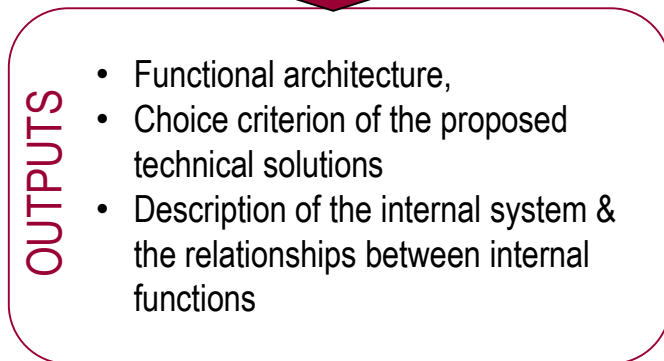 OUTPUTS
• Functional architecture,
• Choice criterion of the proposed
technical solutions
• Description of the internal system &
the relationships between internal
functions